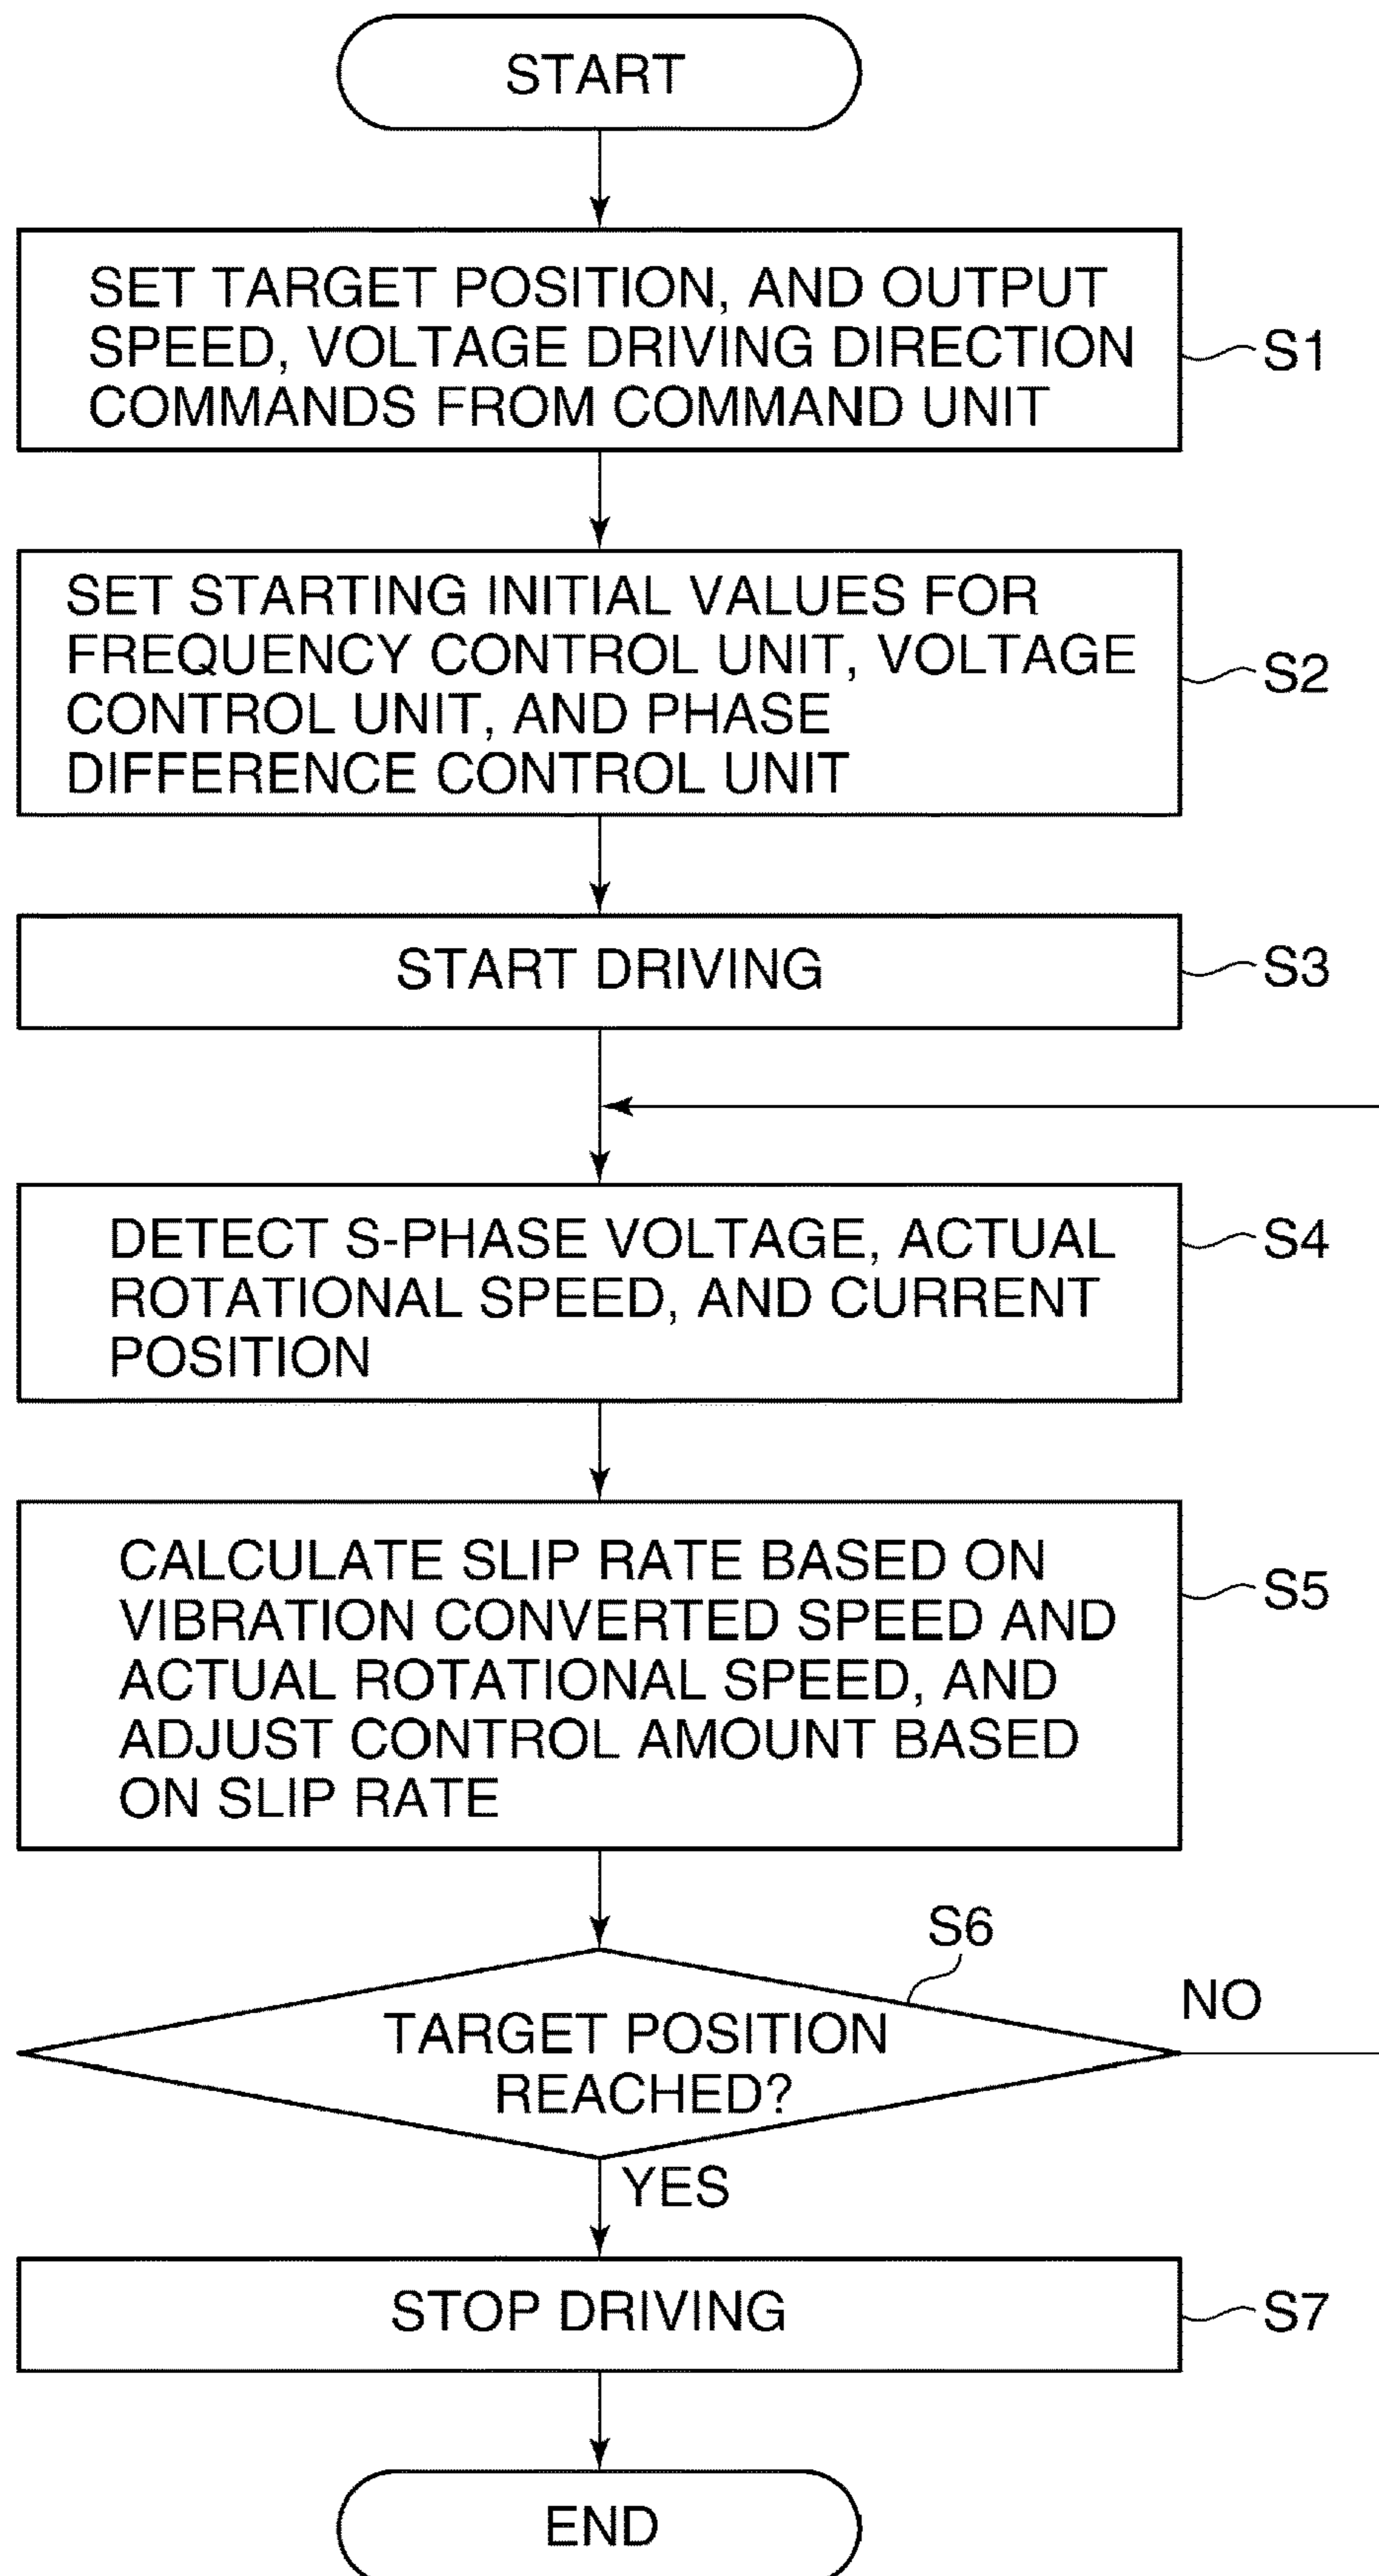 START
SET TARGET POSITION, AND OUTPUT
SPEED, VOLTAGE DRIVING DIRECTION
COMMANDS FROM COMMAND UNIT
S1
SET STARTING INITIAL VALUES FOR
FREQUENCY CONTROL UNIT, VOLTAGE
CONTROL UNIT, AND PHASE
DIFFERENCE CONTROL UNIT
S2
START DRIVING
S3
DETECT S-PHASE VOLTAGE, ACTUAL
ROTATIONAL SPEED, AND CURRENT
POSITION
S4
CALCULATE SLIP RATE BASED ON
VIBRATION CONVERTED SPEED AND
ACTUAL ROTATIONAL SPEED, AND
ADJUST CONTROL AMOUNT BASED
ON SLIP RATE
S5
S6
TARGET POSITION
REACHED?
NO
YES
STOP DRIVING
S7
END